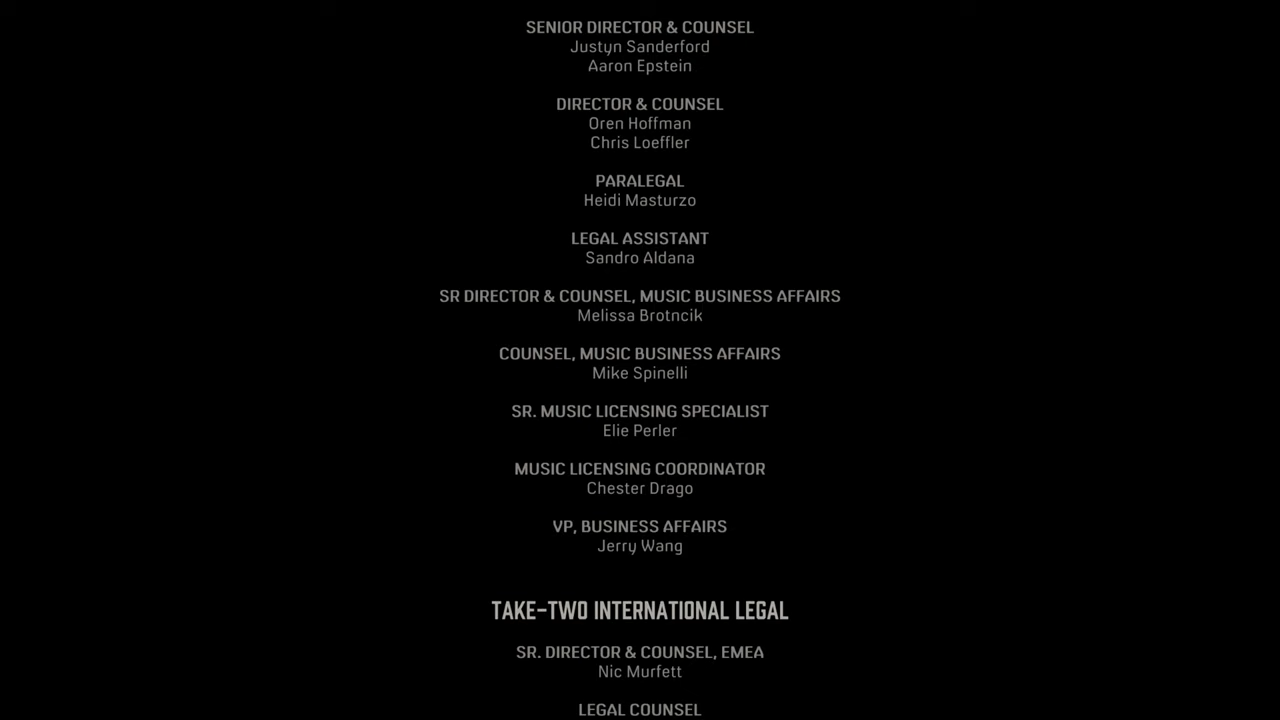 SENIOR DIRECTOR & COUNSEL
Justyn Sanderford
Aaron Epstein
DIRECTOR & COUNSEL
Oren Hoffman
Chris Loeffler
PARALEGAL
Heidi Masturzo
LEGAL ASSISTANT
Sandro Aldana
SR DIRECTOR & COUNSEL, MUSIC BUSINESS AFFAIRS
Melissa Brotncik
COUNSEL, MUSIC BUSINESS AFFAIRS
Mike Spinelli
SR. MUSIC LICENSING SPECIALIST
Elie Perler
MUSIC LICENSING COORDINATOR
Chester Drago
VP, BUSINESS AFFAIRS
Jerry Wang
TAKE-TWO INTERNATIONAL LEGAL
SR. DIRECTOR & COUNSEL, EMEA
Nic Murfett
LEGAL COUNSEL